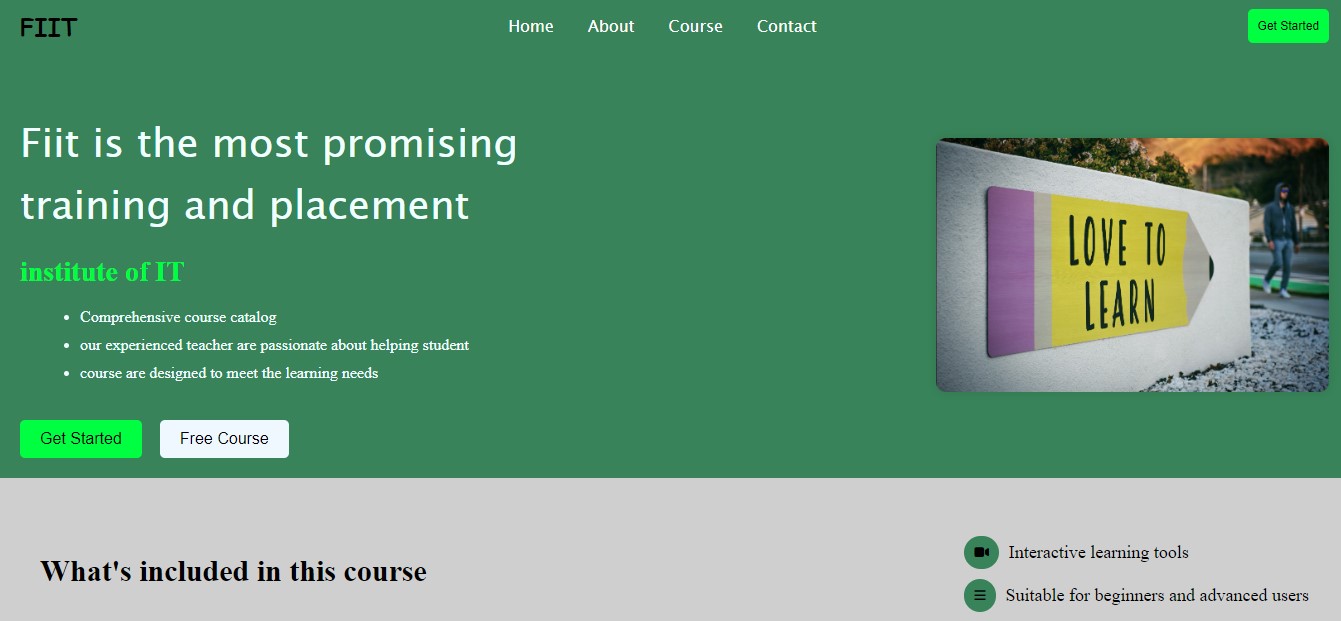 FIIT
Home About Course Contact
Get Started
Fiit is the most promising
training and placement
institute of IT
Comprehensive course catalog
our experienced teacher are passionate about helping student
course are designed to meet the learning needs
Get Started
Free Course
LOVE TO
LEARN
What's included in this course
Interactive learning tools
Suitable for beginners and advanced users